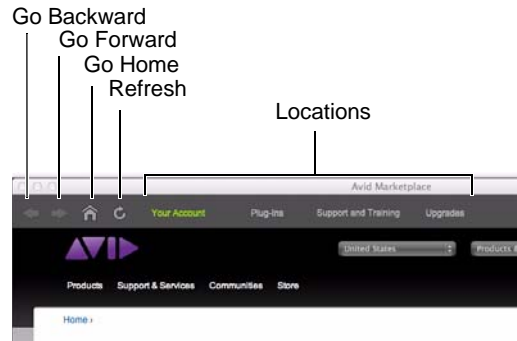 Go Backward
Go Forward
Go Home
Refresh
Locations
Avid Marketplace
Your Account Plug-Ins Support and Training Upgrades
AVID
United States Products &
Products Support & Services Communities Store
Home ›